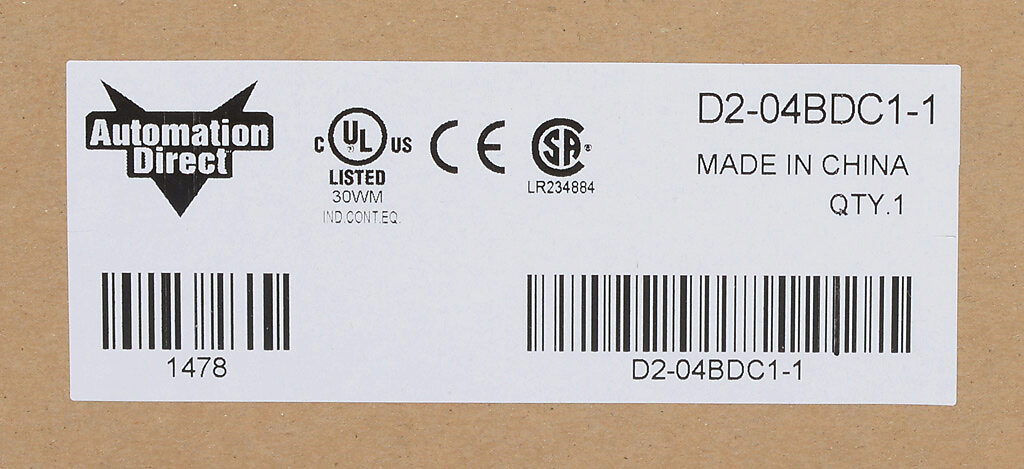 Automation
Direct
C UL US
LISTED
30WM
IND.CONT.EQ.
CE
SA
LR234884
D2-04BDC1-1
MADE IN CHINA
QTY.1
1478
D2-04BDC1-1